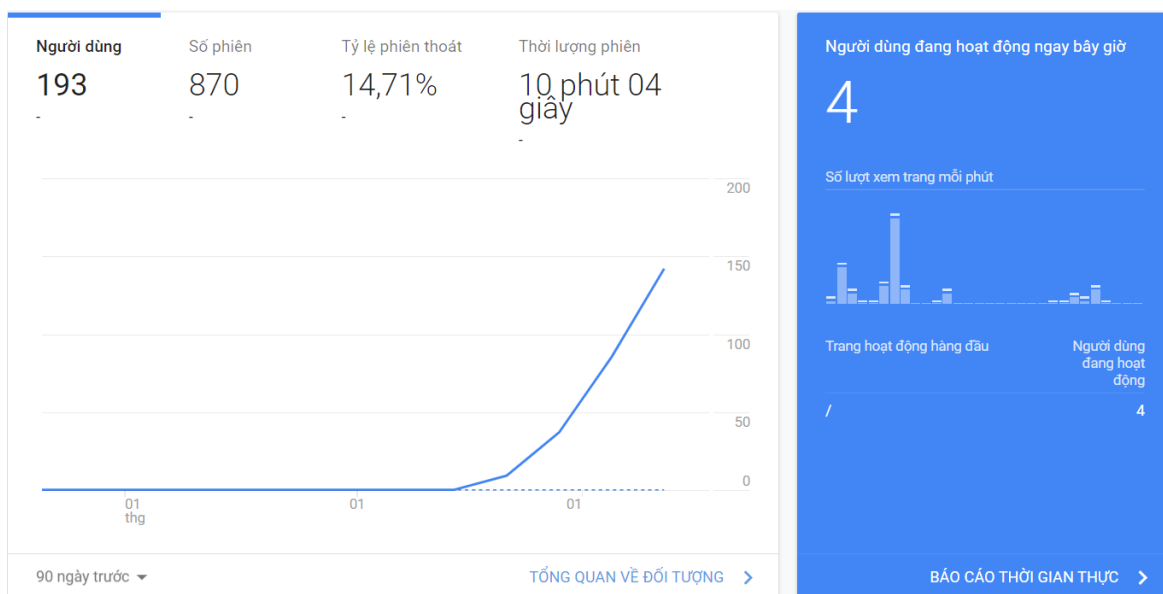 Người dùng
193
-
Số phiên
870
-
Tỷ lệ phiên thoát
14,71%
-
Thời lượng phiên
10 phút 04
giây
-
200
150
100
50
0
01
thg
01
01
90 ngày trước
TỔNG QUAN VỀ ĐỐI TƯỢNG
Người dùng đang hoạt động ngay bây giờ
4
Số lượt xem trang mỗi phút
Trang hoạt động hàng đầu
Người dùng
đang hoạt
động
/
4
BÁO CÁO THỜI GIAN THỰC